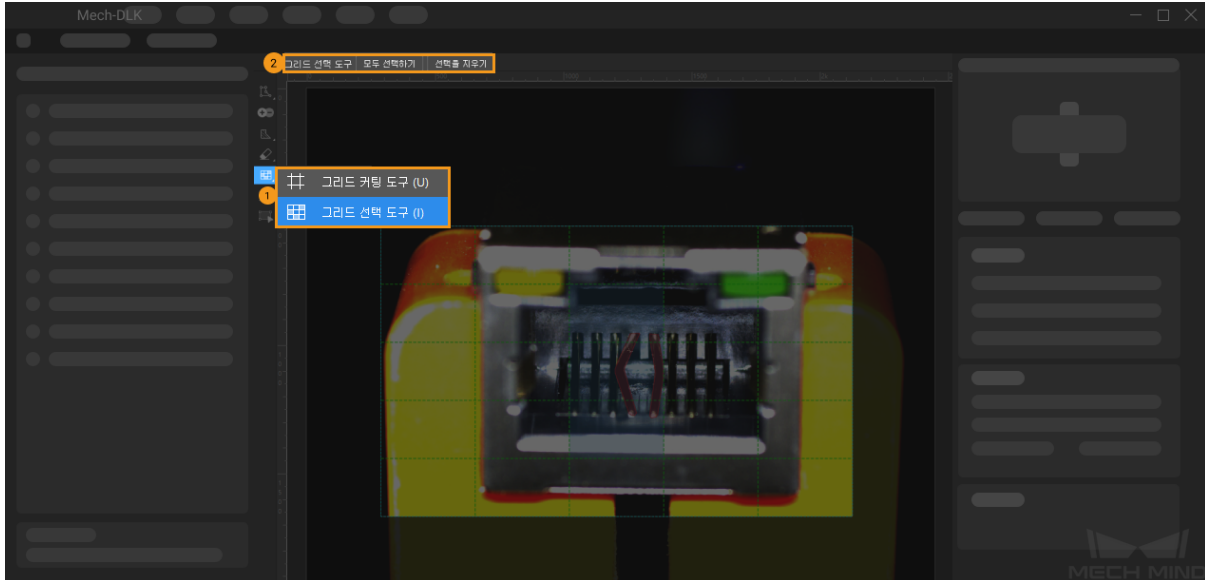 Mech-DLK
2 그리드 선택 도구 모두 선택하기 선택을 지우기
1
그리드 커팅 도구 (U)
그리드 선택 도구 (I)
MECH MIND